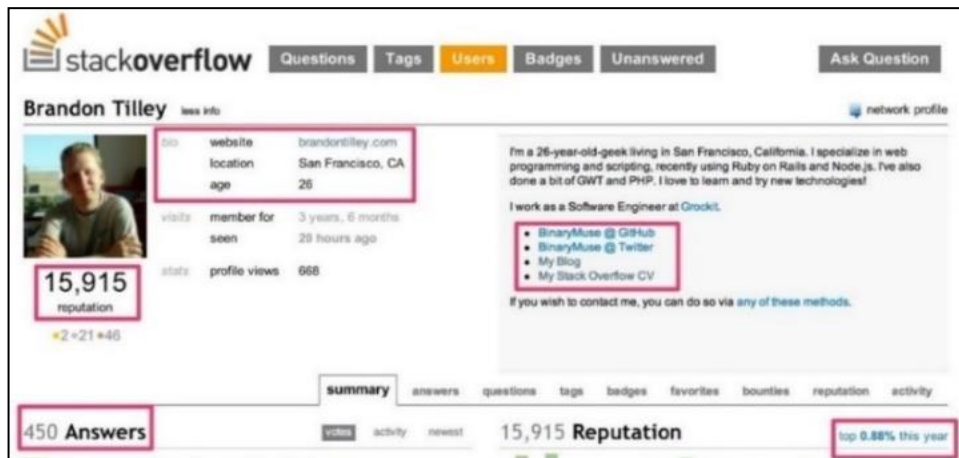 stackoverflow Questions Tags Users Badges Unanswered Ask Question
Brandon Tilley less info network profile
bio website brandontilley.com
location San Francisco, CA
age 26
visits member for 3 years, 6 months
seen 28 hours ago
stats profile views 668
15,915
reputation
2 21 46
I'm a 26-year-old-geek living in San Francisco, California. I specialize in web
programming and scripting, recently using Ruby on Rails and Node.js. I've also
done a bit of GWT and PHP. I love to learn and try new technologies!
I work as a Software Engineer at Grockit.
• BinaryMuse @ GitHub
• BinaryMuse @ Twitter
• My Blog
• My Stack Overflow CV
If you wish to contact me, you can do so via any of these methods.
summary answers questions tags badges favorites bounties reputation activity
450 Answers votes activity newest 15,915 Reputation top 0.88% this year